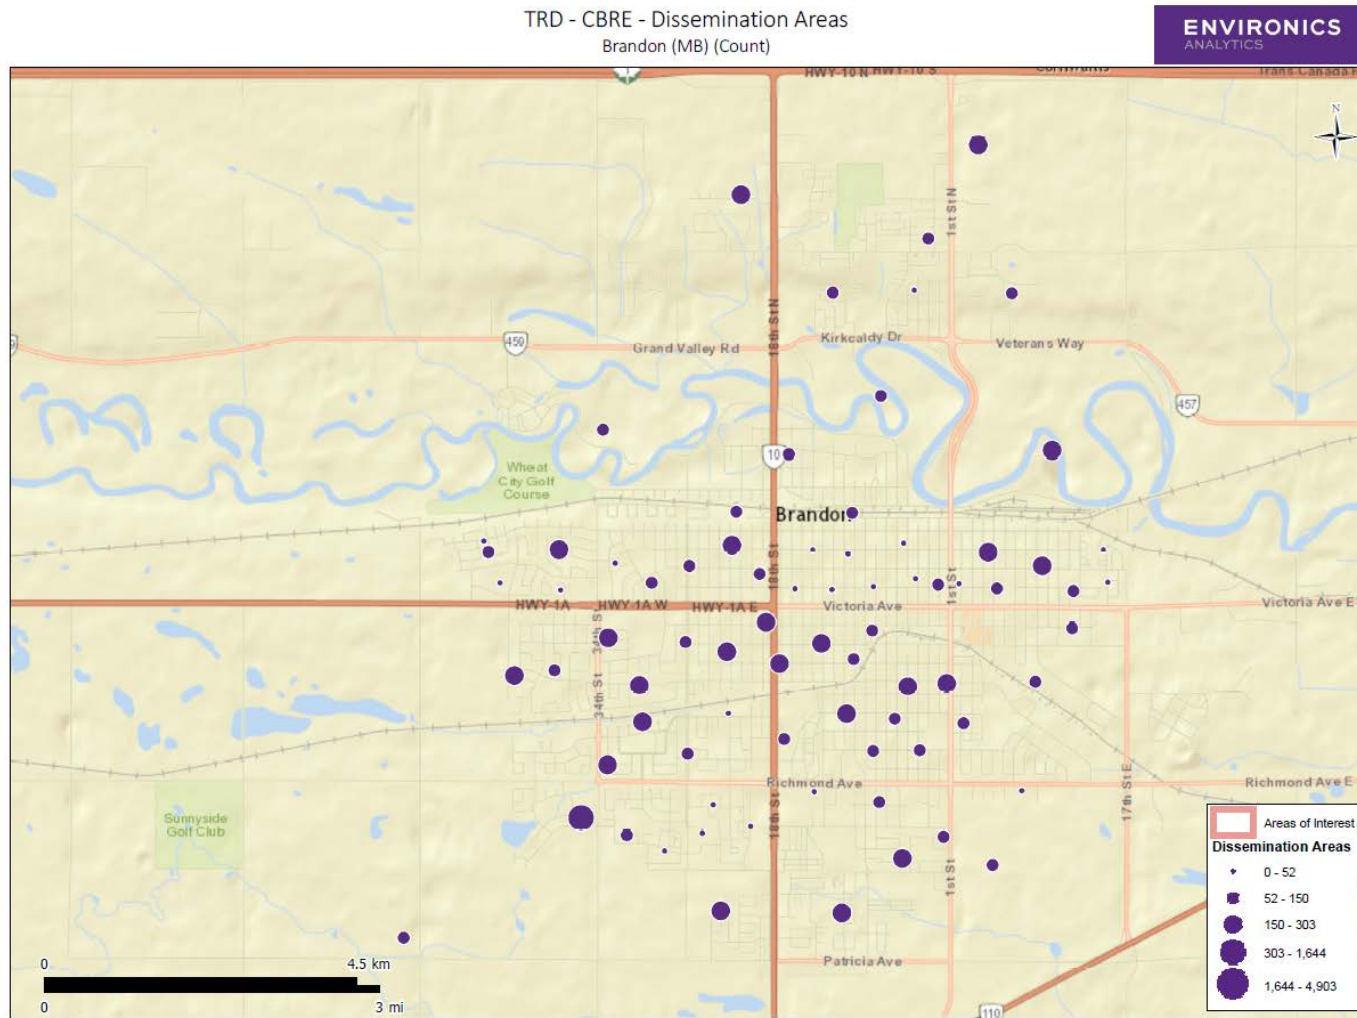 TRD - CBRE - Dissemination Areas
Brandon (MB) (Count)
ENVIRONICS
ANALYTICS
1
HWY-10 N HWY-10 S
Trans Canada
N
1st St N
18th St N
459
Grand Valley Rd
Kirkcaldy Dr
Veterans Way
457
Wheat
City Golf
Course
10
Brandon
18th St
1st St
HWY-1A
HWY-1A W
HWY-1A E
Victoria Ave
Victoria Ave E
34th St
34th St
Richmond Ave
Richmond Ave E
17th St E
18th St
1st St
Sunnyside
Golf Club
Patricia Ave
110
0
4.5 km
0
3 mi
Areas of Interest
Dissemination Areas
0 - 52
52 - 150
150 - 303
303 - 1,644
1,644 - 4,903